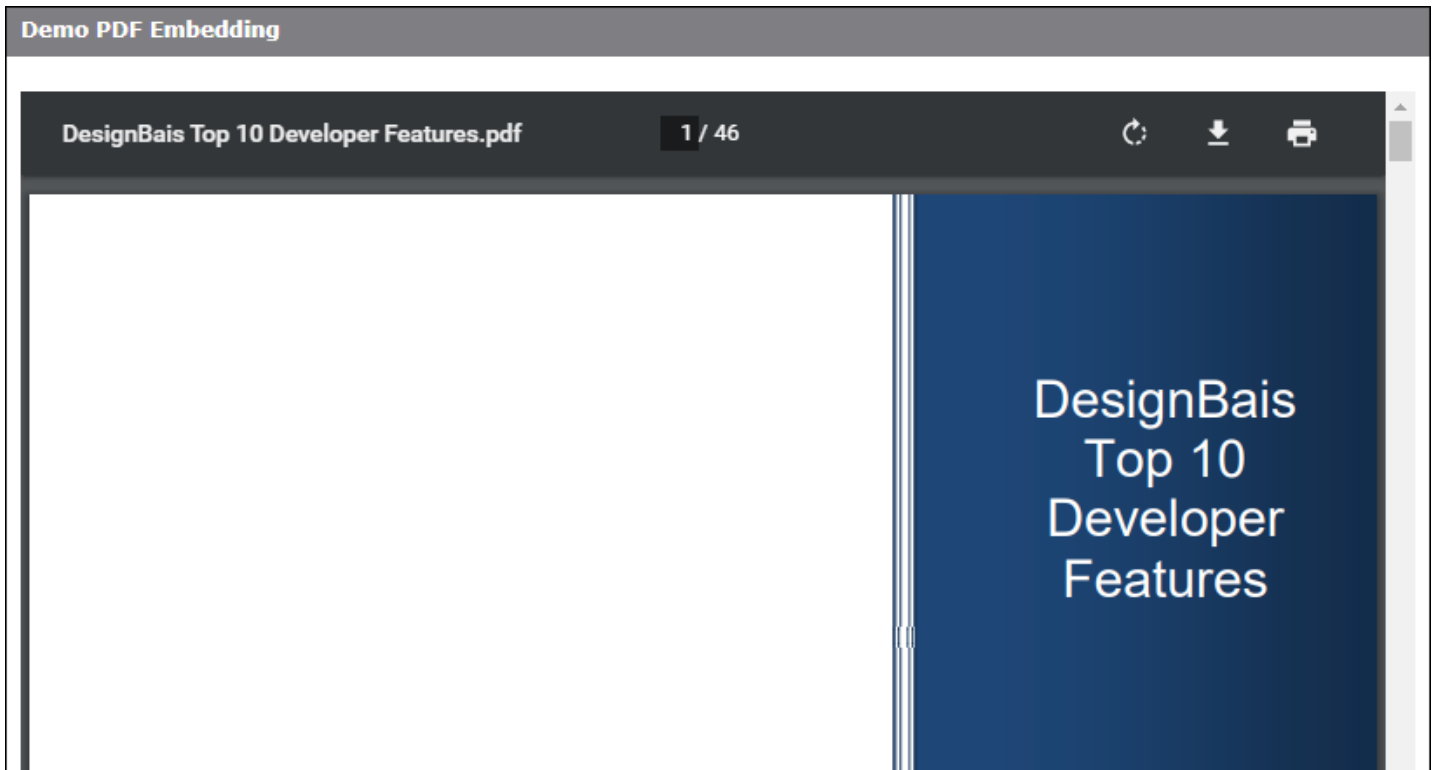 Demo PDF Embedding
DesignBais Top 10 Developer Features.pdf
1 / 46
DesignBais
Top 10
Developer
Features